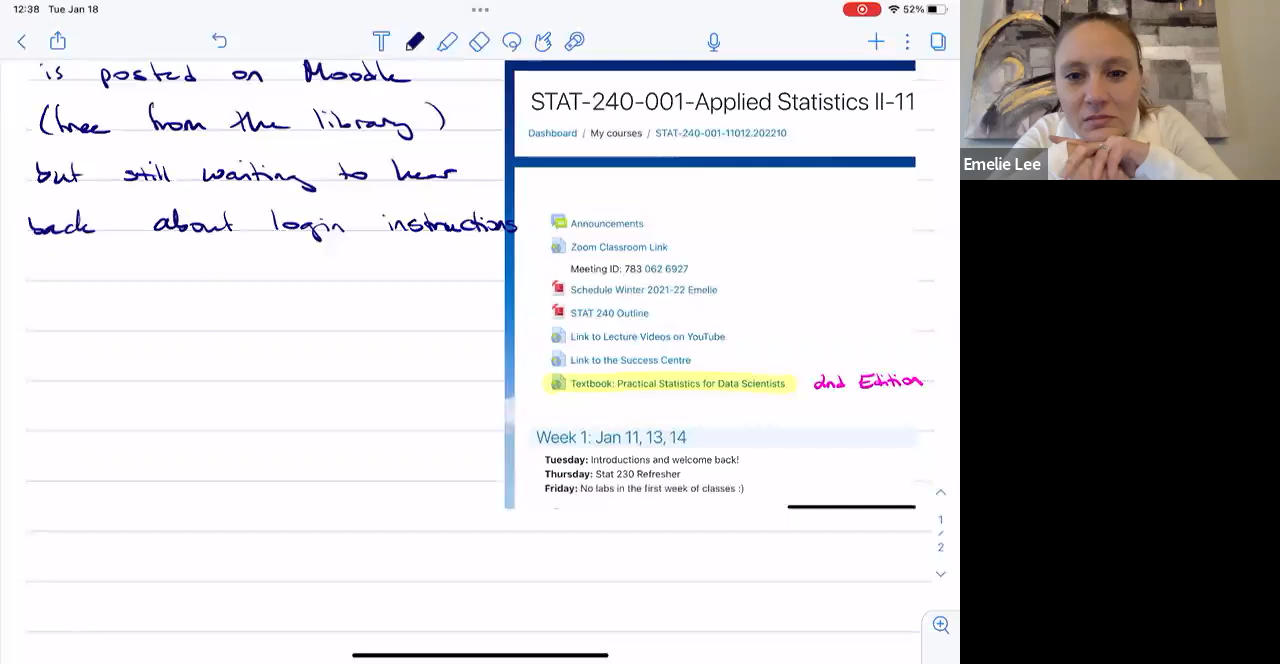 12:38 Tue Jan 18
52%
is posted on Moodle
(free from the library)
but still waiting to hear
back about login instructions
STAT-240-001-Applied Statistics II-11
Dashboard / My courses / STAT-240-001-11012.202210
Announcements
Zoom Classroom Link
Meeting ID: 783 062 6927
Schedule Winter 2021-22 Emelie
STAT 240 Outline
Link to Lecture Videos on YouTube
Link to the Success Centre
Textbook: Practical Statistics for Data Scientists 2nd Edition
Week 1: Jan 11, 13, 14
Tuesday: Introductions and welcome back!
Thursday: Stat 230 Refresher
Friday: No labs in the first week of classes :)
1
/
2
Emelie Lee